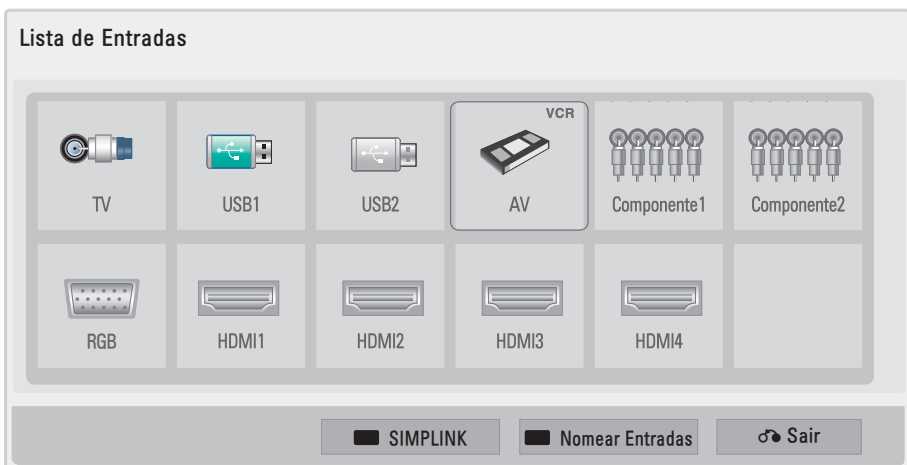 Lista de Entradas
VCR
TV USB1 USB2 AV Componente1 Componente2
RGB HDMI1 HDMI2 HDMI3 HDMI4
SIMPLINK Nomear Entradas Sair